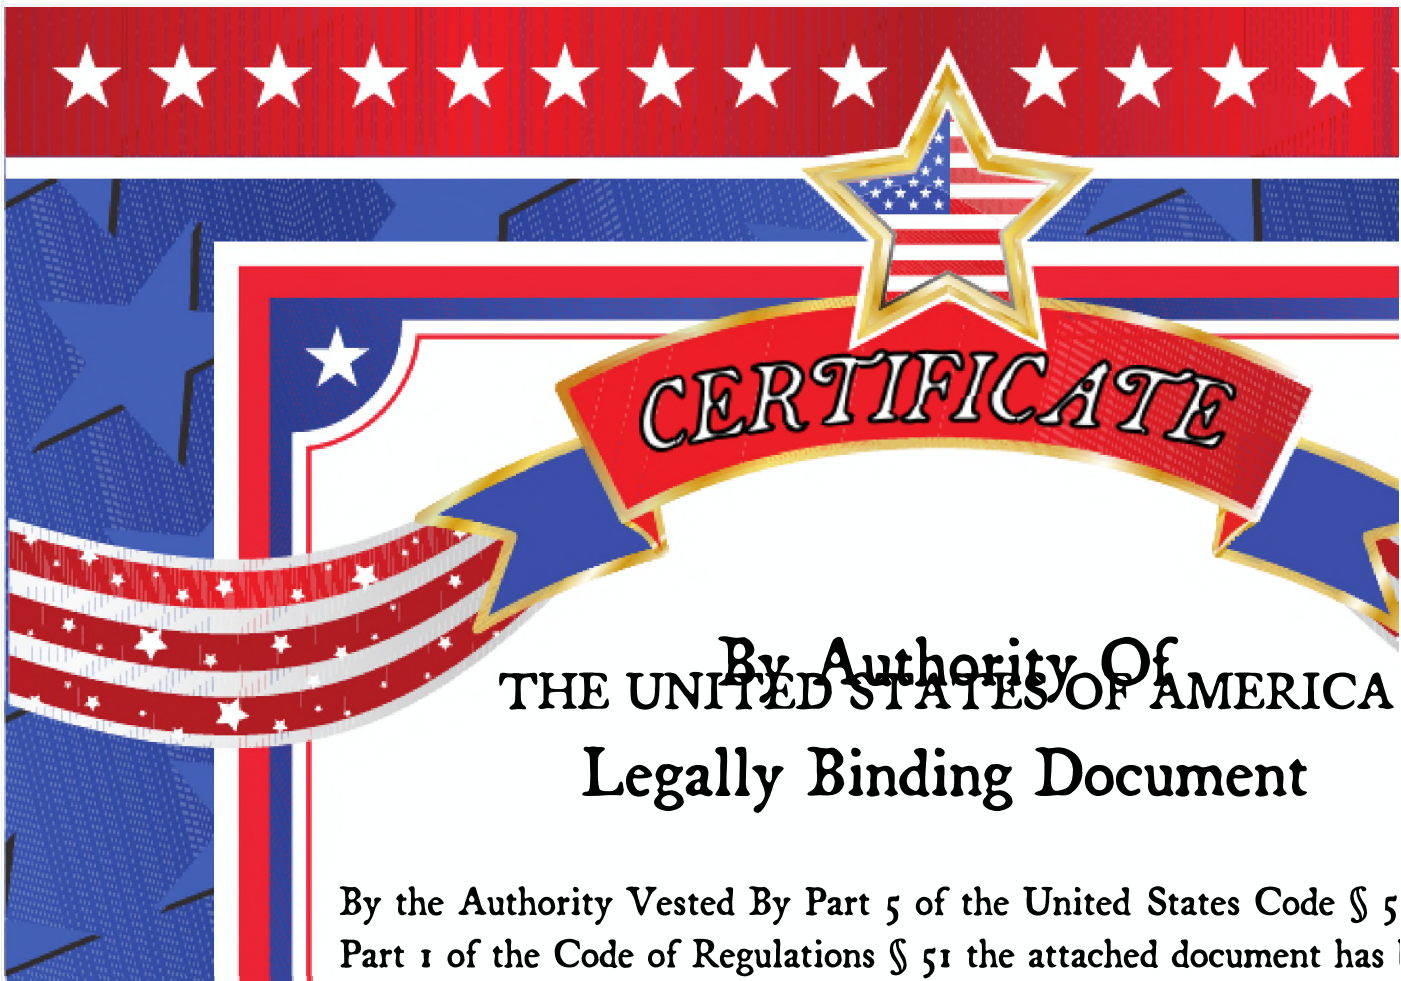 CERTIFICATE
By Authority Of
THE UNITED STATES OF AMERICA
Legally Binding Document
By the Authority Vested By Part 5 of the United States Code § 5
Part 1 of the Code of Regulations § 51 the attached document has